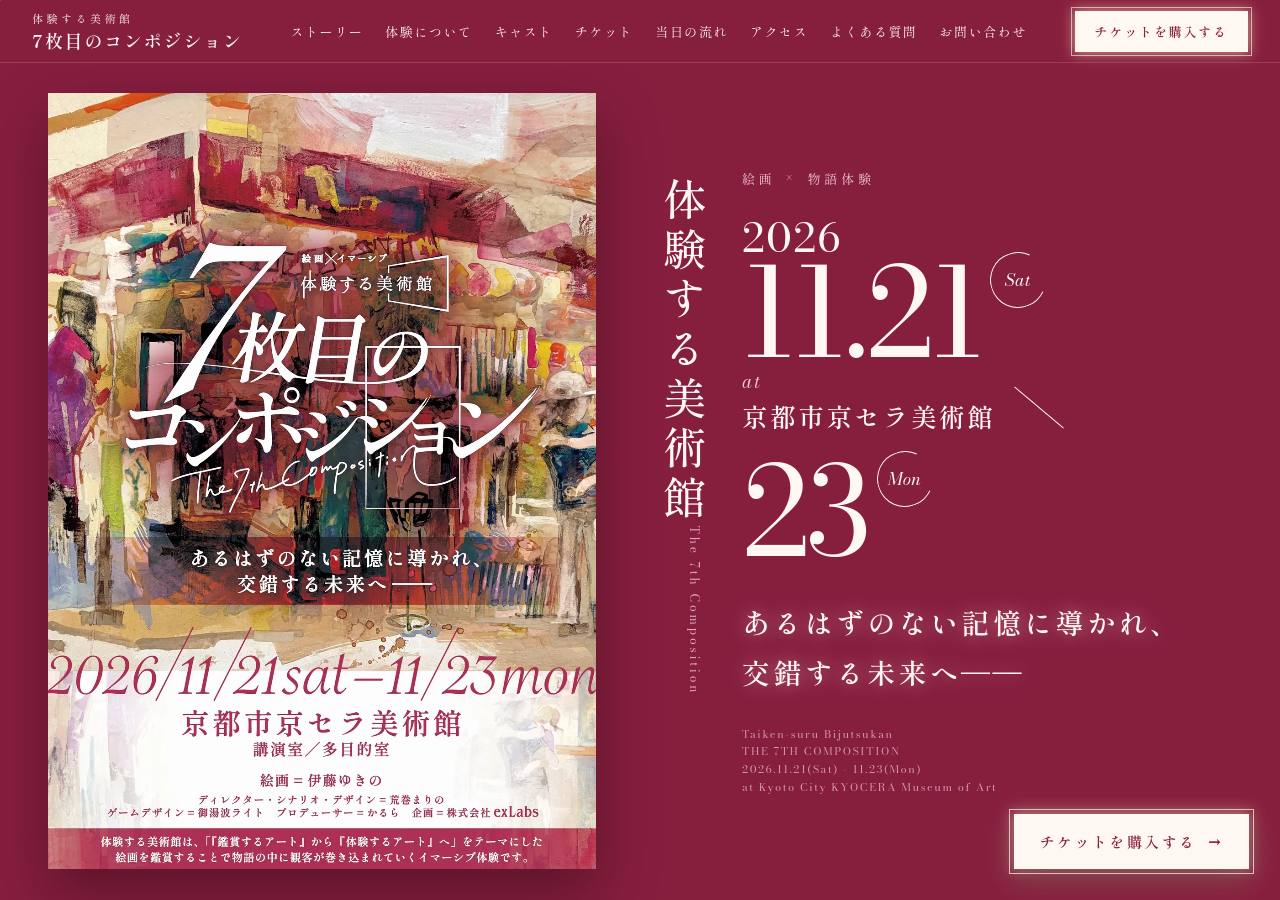 体験する美術館
7枚目のコンポジション
ストーリー
体験について
キャスト
チケット
当日の流れ
アクセス
よくある質問
お問い合わせ
チケットを購入する
7枚目の
コンポジション
絵画×イマーシブ
体験する美術館
The 7th Composition
あるはずのない記憶に導かれ、
交錯する未来へ――
2026/11/21sat–11/23mon
京都市京セラ美術館
講演室／多目的室
絵画＝伊藤ゆきの
ディレクター・シナリオ・デザイン＝荒巻まりの
ゲームデザイン＝御湯波ライト　プロデューサー＝かるら　企画＝株式会社 exLabs
体験する美術館は、「『鑑賞するアート』から『体験するアート』へ」をテーマにした
絵画を鑑賞することで物語の中に観客が巻き込まれていくイマーシブ体験です。
体験する美術館
The 7th Composition
絵画 × 物語体験
2026
11.21 Sat
at
京都市京セラ美術館
23 Mon
あるはずのない記憶に導かれ、
交錯する未来へ――
Taiken-suru Bijutsukan
THE 7TH COMPOSITION
2026.11.21(Sat) - 11.23(Mon)
at Kyoto City KYOCERA Museum of Art
チケットを購入する →